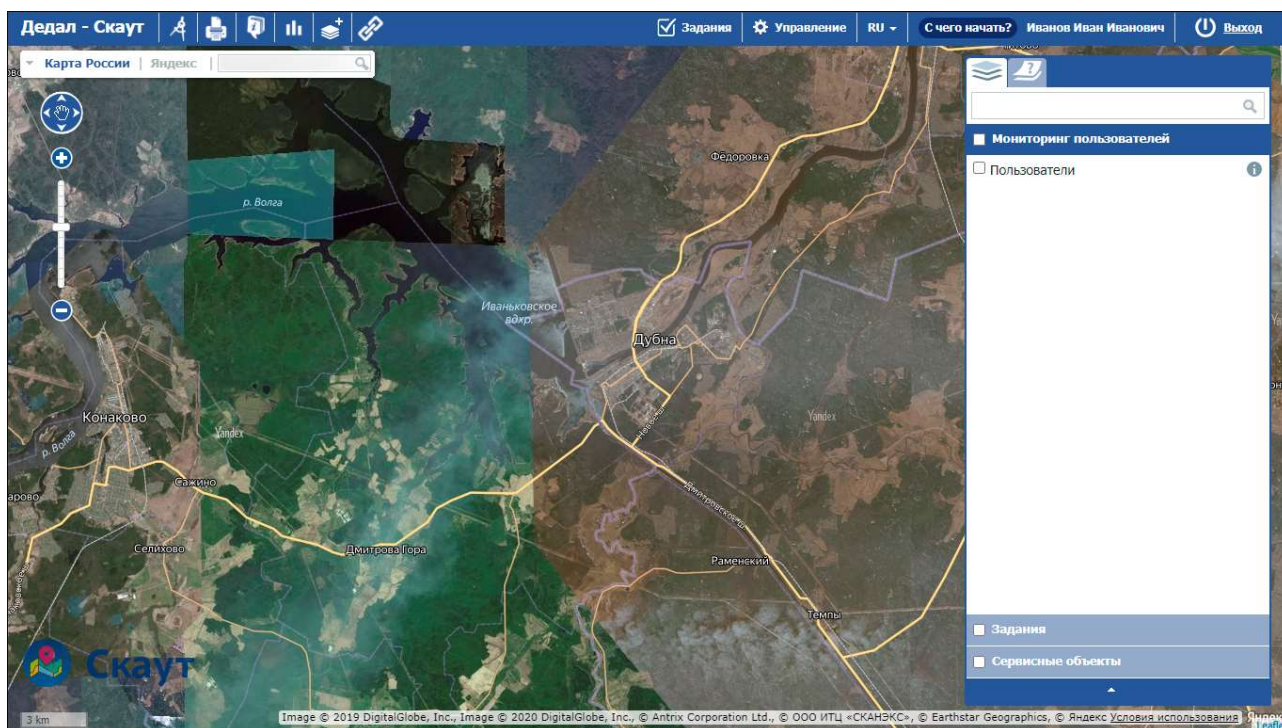 Дедал - Скаут
Задания
Управление
RU
С чего начать?
Иванов Иван Иванович
Выход
Карта России | Яндекс |
Мониторинг пользователей
Пользователи
Фёдоровка
р. Волга
Иваньковское
вдхр.
Дубна
Конаково
р. Волга
Yandex
Yandex
Сажино
Дмитровское ш.
Селихово
Дмитрова Гора
Раменский
Темпы
Задания
Сервисные объекты
Скаут
3 km
Image © 2019 DigitalGlobe, Inc., Image © 2020 DigitalGlobe, Inc., © Antrix Corporation Ltd., © ООО ИТЦ «СКАНЭКС», © Earthstar Geographics, © Яндекс Условия использования